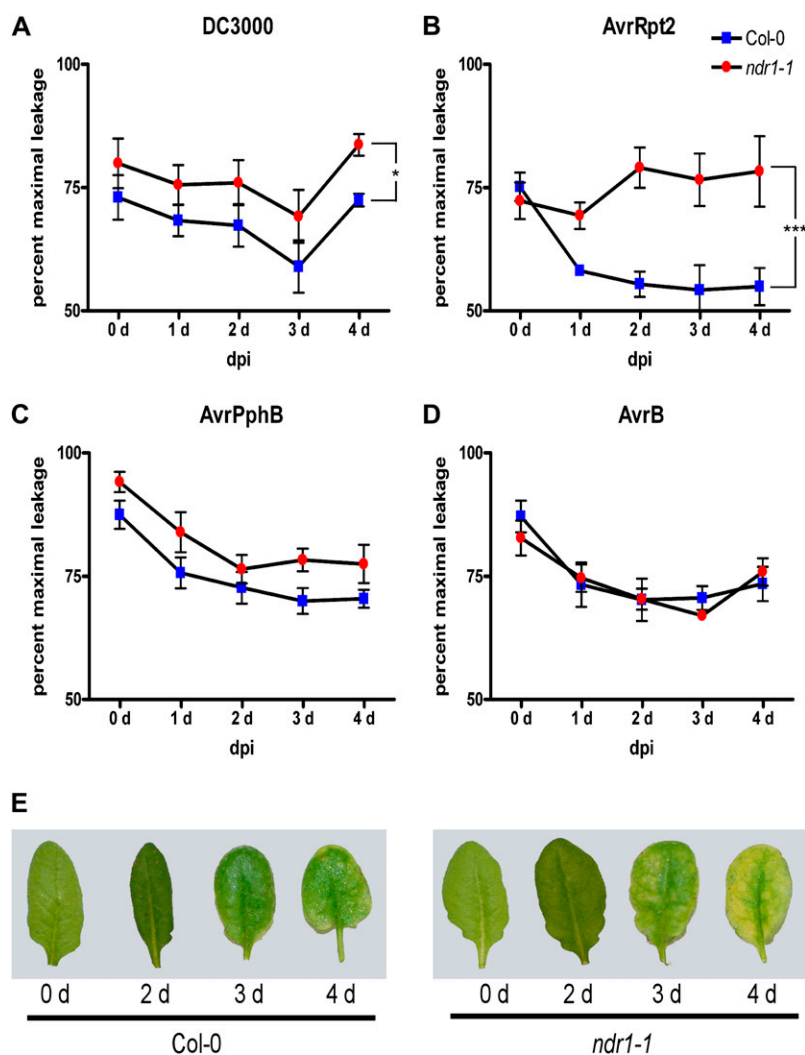 A
DC3000
percent maximal leakage
100
75
50
*
0 d 1 d 2 d 3 d 4 d
dpi
B
AvrRpt2
Col-0
ndr1-1
percent maximal leakage
100
75
50
***
0 d 1 d 2 d 3 d 4 d
dpi
C
AvrPphB
percent maximal leakage
100
75
50
0 d 1 d 2 d 3 d 4 d
dpi
D
AvrB
percent maximal leakage
100
75
50
0 d 1 d 2 d 3 d 4 d
dpi
E
0 d 2 d 3 d 4 d
Col-0
0 d 2 d 3 d 4 d
ndr1-1